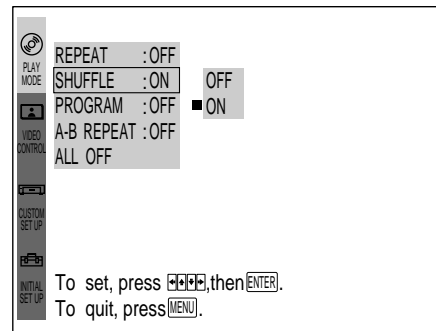 PLAY
MODE
REPEAT :OFF
SHUFFLE :ON
PROGRAM :OFF
A-B REPEAT :OFF
ALL OFF
OFF
ON
VIDEO
CONTROL
CUSTOM
SET UP
INITIAL
SET UP
To set, press ,then ENTER.
To quit, press MENU.